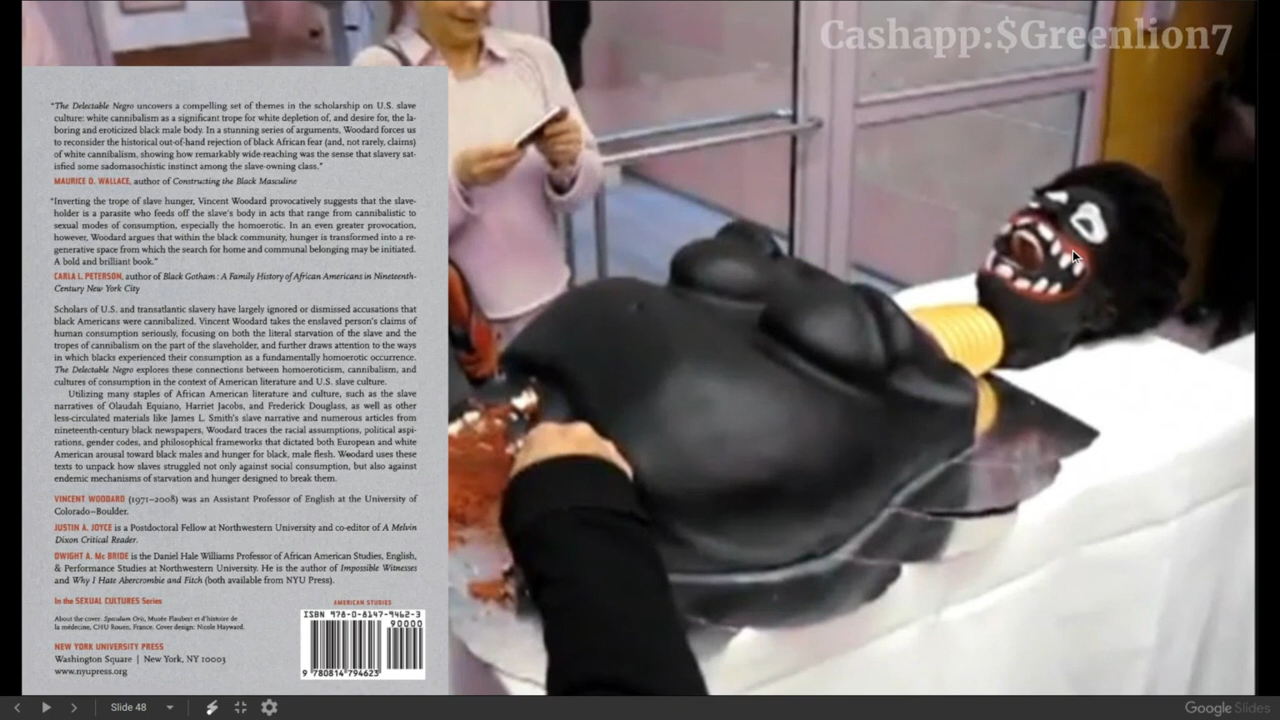 Cashapp:$Greenlion7
"The Delectable Negro uncovers a compelling set of themes in the scholarship on U.S. slave
culture: white cannibalism as a significant trope for white depletion of, and desire for, the la-
boring and eroticized black male body. In a stunning series of arguments, Woodard forces us
to reconsider the historical out-of-hand rejection of black African fear (and, not rarely, claims)
of white cannibalism, showing how remarkably wide-reaching was the sense that slavery sat-
isfied some sadomasochistic instinct among the slave-owning class."
MAURICE O. WALLACE, author of Constructing the Black Masculine
"Inverting the trope of slave hunger, Vincent Woodard provocatively suggests that the slave-
holder is a parasite who feeds off the slave's body in acts that range from cannibalistic to
sexual modes of consumption, especially the homoerotic. In an even greater provocation,
however, Woodard argues that within the black community, hunger is transformed into a re-
generative space from which the search for home and communal belonging may be initiated.
A bold and brilliant book."
CARLA L. PETERSON, author of Black Gotham : A Family History of African Americans in Nineteenth-
Century New York City
Scholars of U.S. and transatlantic slavery have largely ignored or dismissed accusations that
black Americans were cannibalized. Vincent Woodard takes the enslaved person's claims of
human consumption seriously, focusing on both the literal starvation of the slave and the
tropes of cannibalism on the part of the slaveholder, and further draws attention to the ways
in which blacks experienced their consumption as a fundamentally homoerotic occurrence.
The Delectable Negro explores these connections between homoeroticism, cannibalism, and
cultures of consumption in the context of American literature and U.S. slave culture.
Utilizing many staples of African American literature and culture, such as the slave
narratives of Olaudah Equiano, Harriet Jacobs, and Frederick Douglass, as well as other
less-circulated materials like James L. Smith's slave narrative and numerous articles from
nineteenth-century black newspapers, Woodard traces the racial assumptions, political aspi-
rations, gender codes, and philosophical frameworks that dictated both European and white
American arousal toward black males and hunger for black, male flesh. Woodard uses these
texts to unpack how slaves struggled not only against social consumption, but also against
endemic mechanisms of starvation and hunger designed to break them.
VINCENT WOODARD (1971–2008) was an Assistant Professor of English at the University of
Colorado–Boulder.
JUSTIN A. JOYCE is a Postdoctoral Fellow at Northwestern University and co-editor of A Melvin
Dixon Critical Reader.
DWIGHT A. Mc BRIDE is the Daniel Hale Williams Professor of African American Studies, English,
& Performance Studies at Northwestern University. He is the author of Impossible Witnesses
and Why I Hate Abercrombie and Fitch (both available from NYU Press).
In the SEXUAL CULTURES Series
About the cover: Speculum Oris, Musée Flaubert et d'histoire de
la médecine, CHU Rouen, France. Cover design: Nicole Hayward.
NEW YORK UNIVERSITY PRESS
Washington Square | New York, NY 10003
www.nyupress.org
AMERICAN STUDIES
ISBN 978-0-8147-9462-3
90000
9 780814 794623
Slide 48
Google Slides